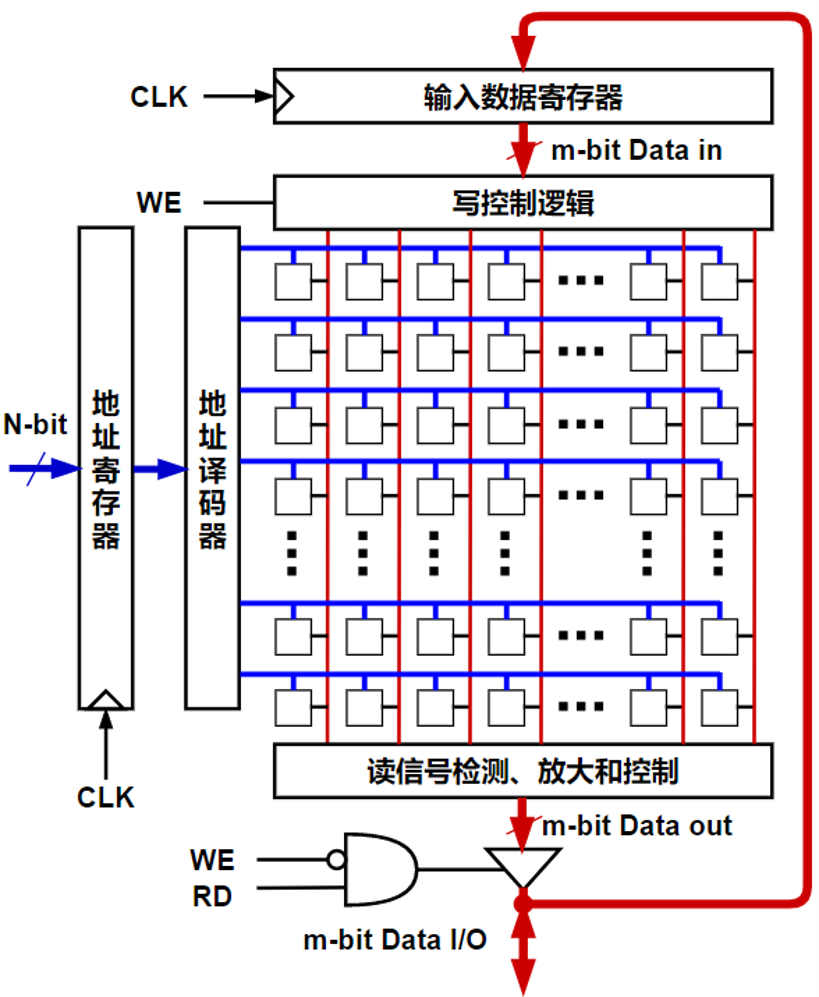 CLK
输入数据寄存器
m-bit Data in
WE
写控制逻辑
N-bit
地址寄存器
地址译码器
CLK
读信号检测、放大和控制
m-bit Data out
WE
RD
m-bit Data I/O